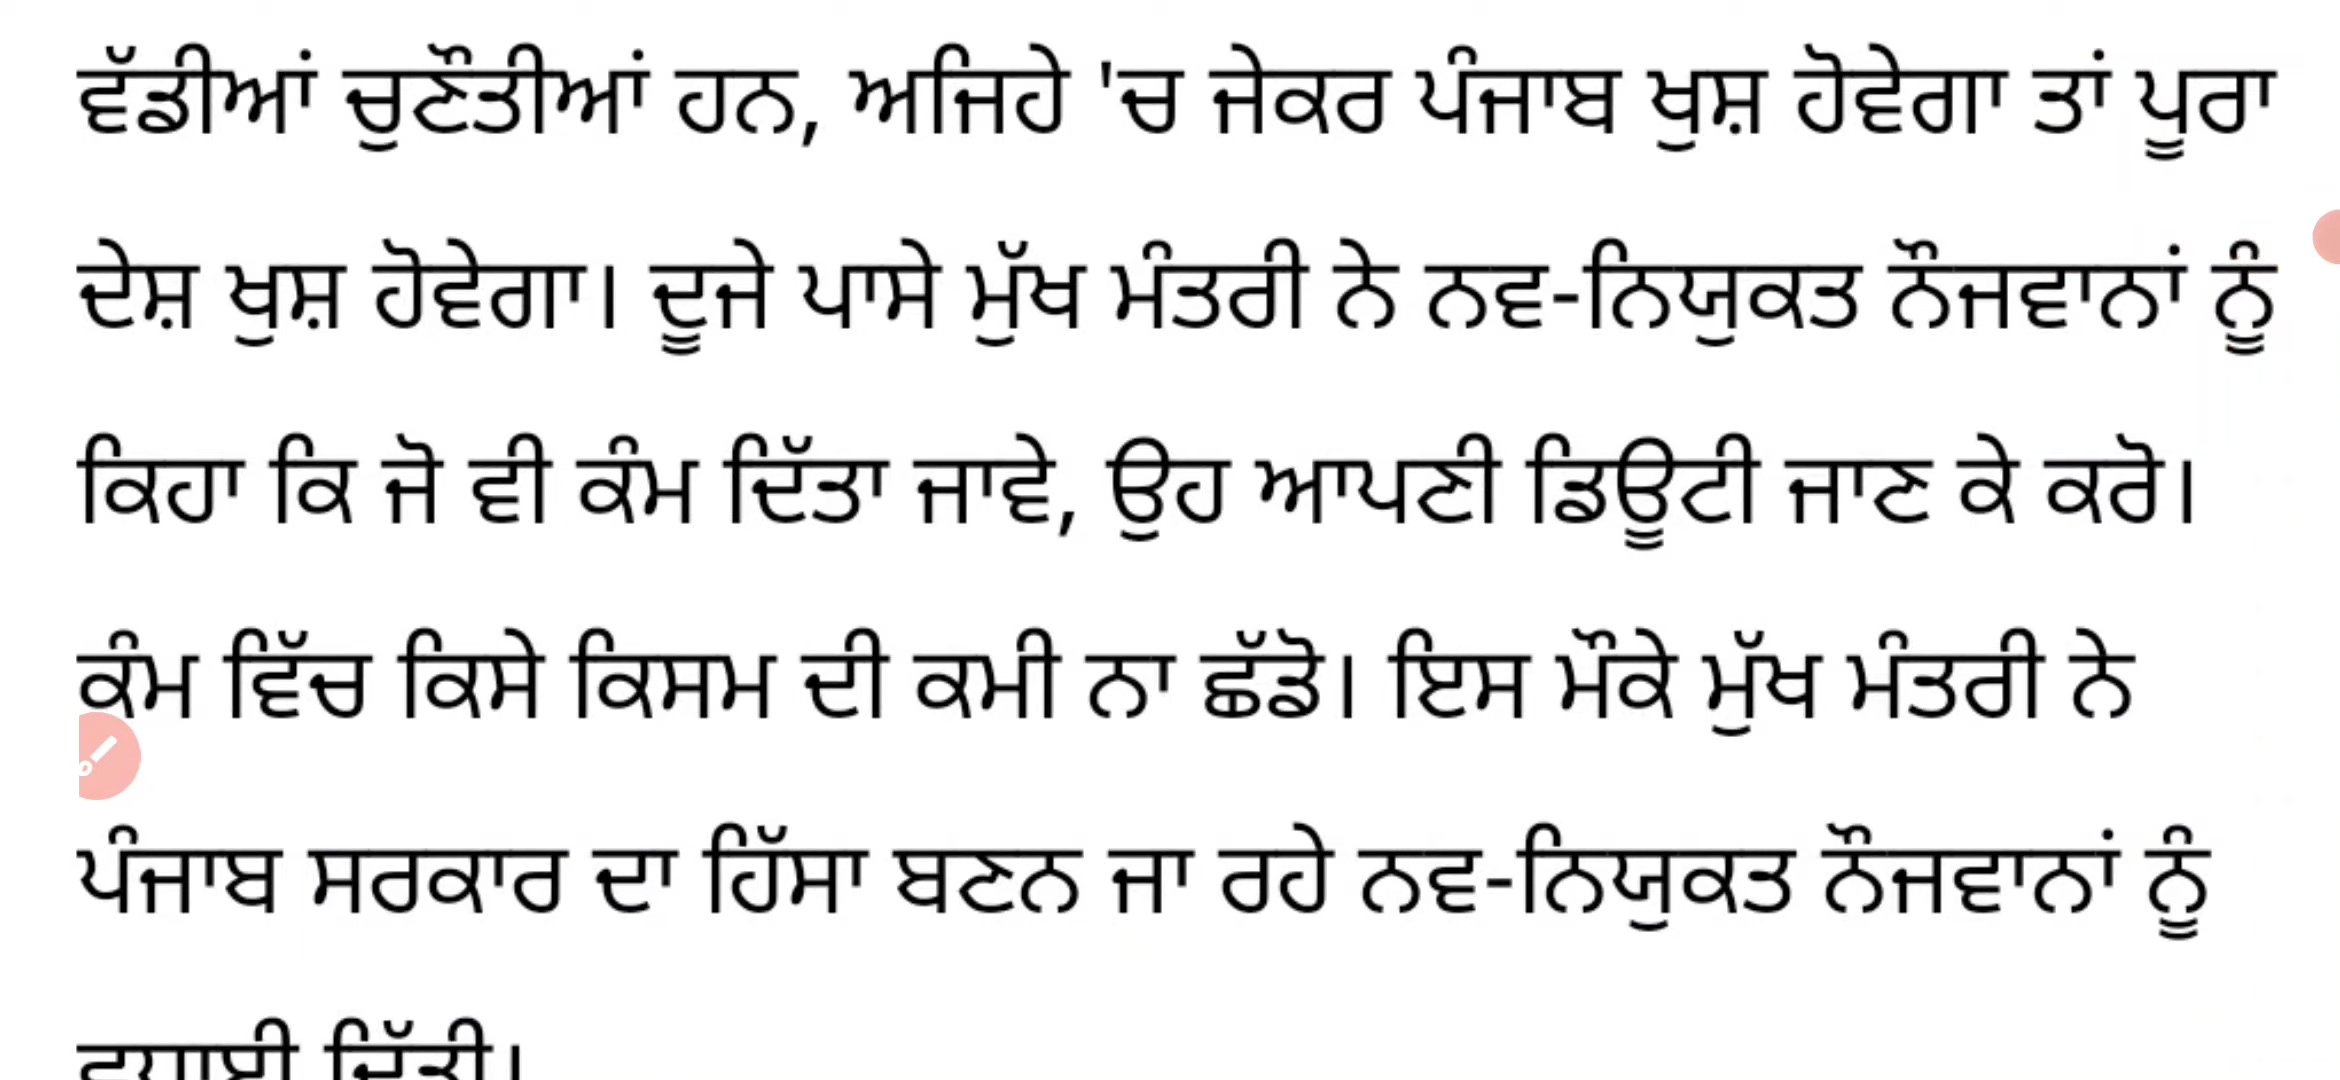 ਵੱਡੀਆਂ ਚੁਣੌਤੀਆਂ ਹਨ, ਅਜਿਹੇ 'ਚ ਜੇਕਰ ਪੰਜਾਬ ਖੁਸ਼ ਹੋਵੇਗਾ ਤਾਂ ਪੂਰਾ
ਦੇਸ਼ ਖੁਸ਼ ਹੋਵੇਗਾ। ਦੂਜੇ ਪਾਸੇ ਮੁੱਖ ਮੰਤਰੀ ਨੇ ਨਵ-ਨਿਯੁਕਤ ਨੌਜਵਾਨਾਂ ਨੂੰ
ਕਿਹਾ ਕਿ ਜੋ ਵੀ ਕੰਮ ਦਿੱਤਾ ਜਾਵੇ, ਉਹ ਆਪਣੀ ਡਿਊਟੀ ਜਾਣ ਕੇ ਕਰੋ।
ਕੰਮ ਵਿੱਚ ਕਿਸੇ ਕਿਸਮ ਦੀ ਕਮੀ ਨਾ ਛੱਡੋ। ਇਸ ਮੌਕੇ ਮੁੱਖ ਮੰਤਰੀ ਨੇ
ਪੰਜਾਬ ਸਰਕਾਰ ਦਾ ਹਿੱਸਾ ਬਣਨ ਜਾ ਰਹੇ ਨਵ-ਨਿਯੁਕਤ ਨੌਜਵਾਨਾਂ ਨੂੰ
ਵਧਾਈ ਦਿੱਤੀ।